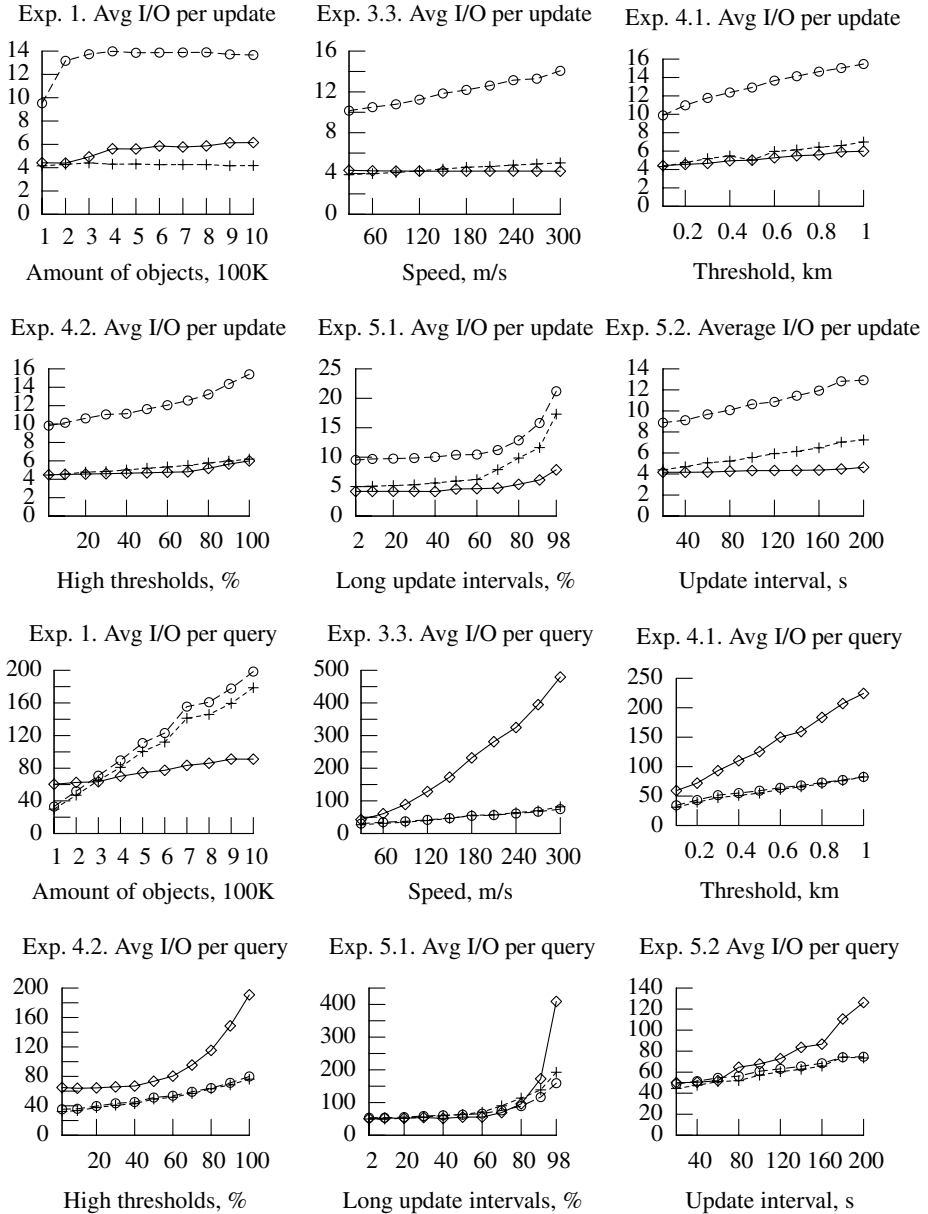 Exp. 1. Avg I/O per update
14
12
10
8
6
4
2
0
1 2 3 4 5 6 7 8 9 10
Amount of objects, 100K
Exp. 3.3. Avg I/O per update
16
12
8
4
0
60 120 180 240 300
Speed, m/s
Exp. 4.1. Avg I/O per update
16
14
12
10
8
6
4
2
0
0.2 0.4 0.6 0.8 1
Threshold, km
Exp. 4.2. Avg I/O per update
16
14
12
10
8
6
4
2
0
20 40 60 80 100
High thresholds, %
Exp. 5.1. Avg I/O per update
25
20
15
10
5
0
2 20 40 60 80 98
Long update intervals, %
Exp. 5.2. Average I/O per update
14
12
10
8
6
4
2
0
40 80 120 160 200
Update interval, s
Exp. 1. Avg I/O per query
200
160
120
80
40
0
1 2 3 4 5 6 7 8 9 10
Amount of objects, 100K
Exp. 3.3. Avg I/O per query
500
400
300
200
100
0
60 120 180 240 300
Speed, m/s
Exp. 4.1. Avg I/O per query
250
200
150
100
50
0
0.2 0.4 0.6 0.8 1
Threshold, km
Exp. 4.2. Avg I/O per query
200
160
120
80
40
0
20 40 60 80 100
High thresholds, %
Exp. 5.1. Avg I/O per query
400
300
200
100
0
2 20 40 60 80 98
Long update intervals, %
Exp. 5.2 Avg I/O per query
140
120
100
80
60
40
20
0
40 80 120 160 200
Update interval, s